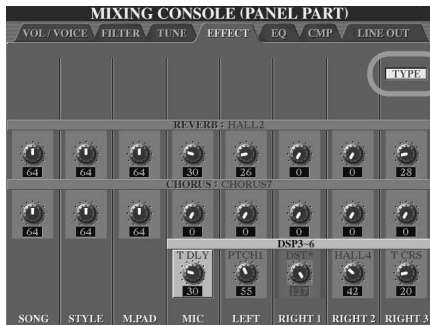 MIXING CONSOLE (PANEL PART)
VOL / VOICE FILTER TUNE EFFECT EQ CMP LINE OUT
TYPE
REVERB : HALL2
64 64 64 30 26 0 0 28
CHORUS : CHORUS7
64 64 64 0 0 0 0 0
DSP3~6
T DLY PTCH1 DST* HALL4 T CRS
30 55 127 42 20
SONG STYLE M.PAD MIC LEFT RIGHT 1 RIGHT 2 RIGHT 3